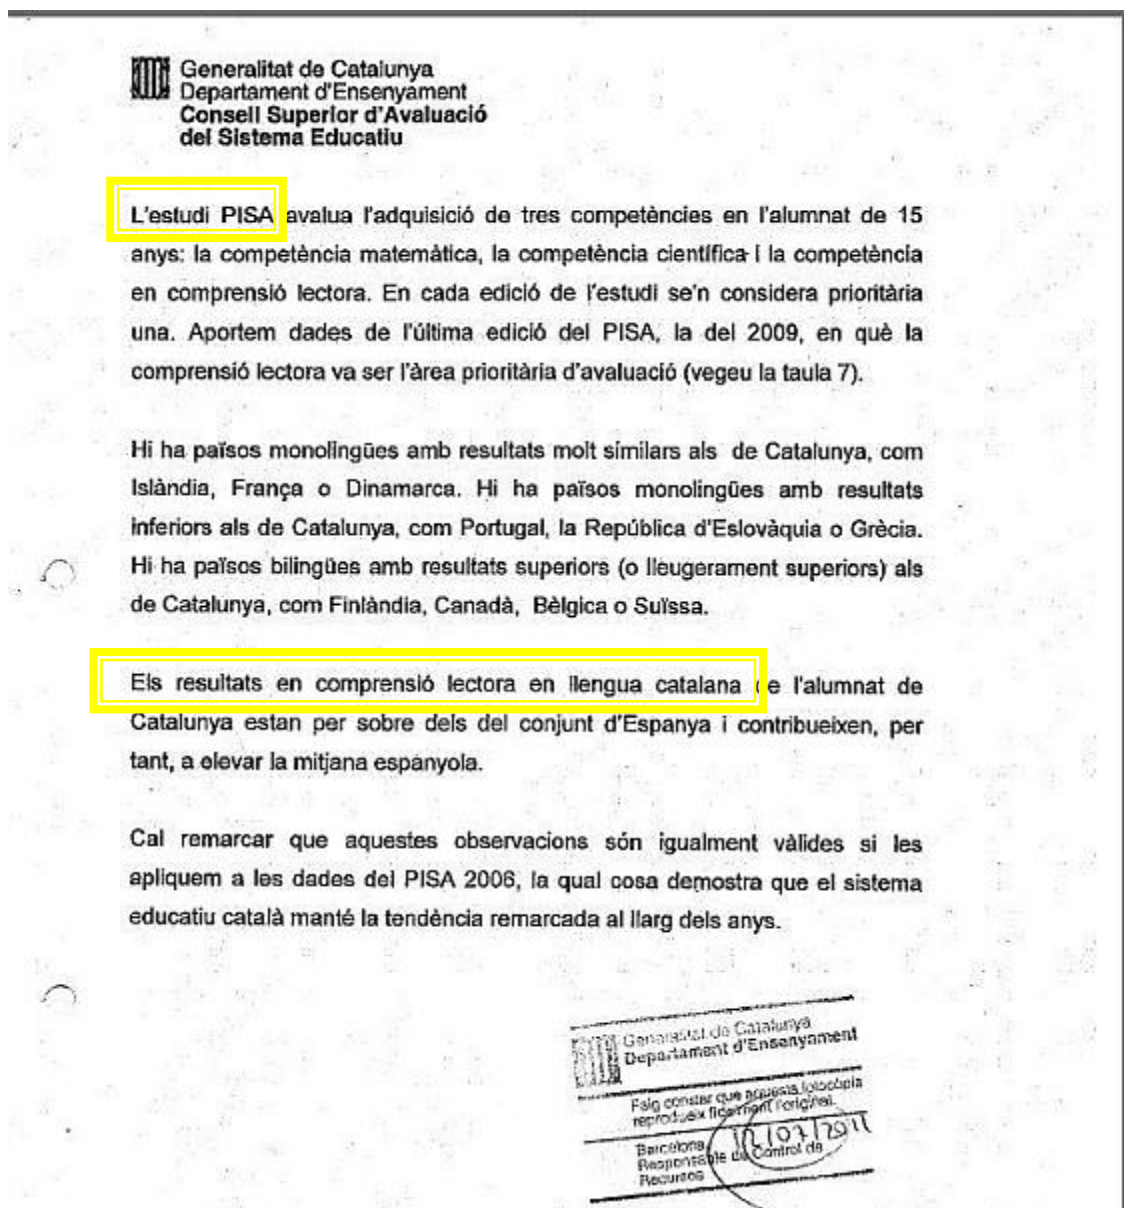 Generalitat de Catalunya
Departament d'Ensenyament
Consell Superior d'Avaluació
del Sistema Educatiu
L'estudi PISA avalua l'adquisició de tres competències en l'alumnat de 15
anys: la competència matemàtica, la competència científica i la competència
en comprensió lectora. En cada edició de l'estudi se'n considera prioritària
una. Aportem dades de l'última edició del PISA, la del 2009, en què la
comprensió lectora va ser l'àrea prioritària d'avaluació (vegeu la taula 7).
Hi ha països monolingües amb resultats molt similars als de Catalunya, com
Islàndia, França o Dinamarca. Hi ha països monolingües amb resultats
inferiors als de Catalunya, com Portugal, la República d'Eslovàquia o Grècia.
Hi ha països bilingües amb resultats superiors (o lleugerament superiors) als
de Catalunya, com Finlàndia, Canadà, Bèlgica o Suïssa.
Els resultats en comprensió lectora en llengua catalana de l'alumnat de
Catalunya estan per sobre dels del conjunt d'Espanya i contribueixen, per
tant, a elevar la mitjana espanyola.
Cal remarcar que aquestes observacions són igualment vàlides si les
apliquem a les dades del PISA 2006, la qual cosa demostra que el sistema
educatiu català manté la tendència remarcada al llarg dels anys.
Generalitat de Catalunya
Departament d'Ensenyament
Faig constar que aquesta fotocòpia
reprodueix fidelment l'original.
Barcelona 12/07/2011
Responsable de Control de
Recursos